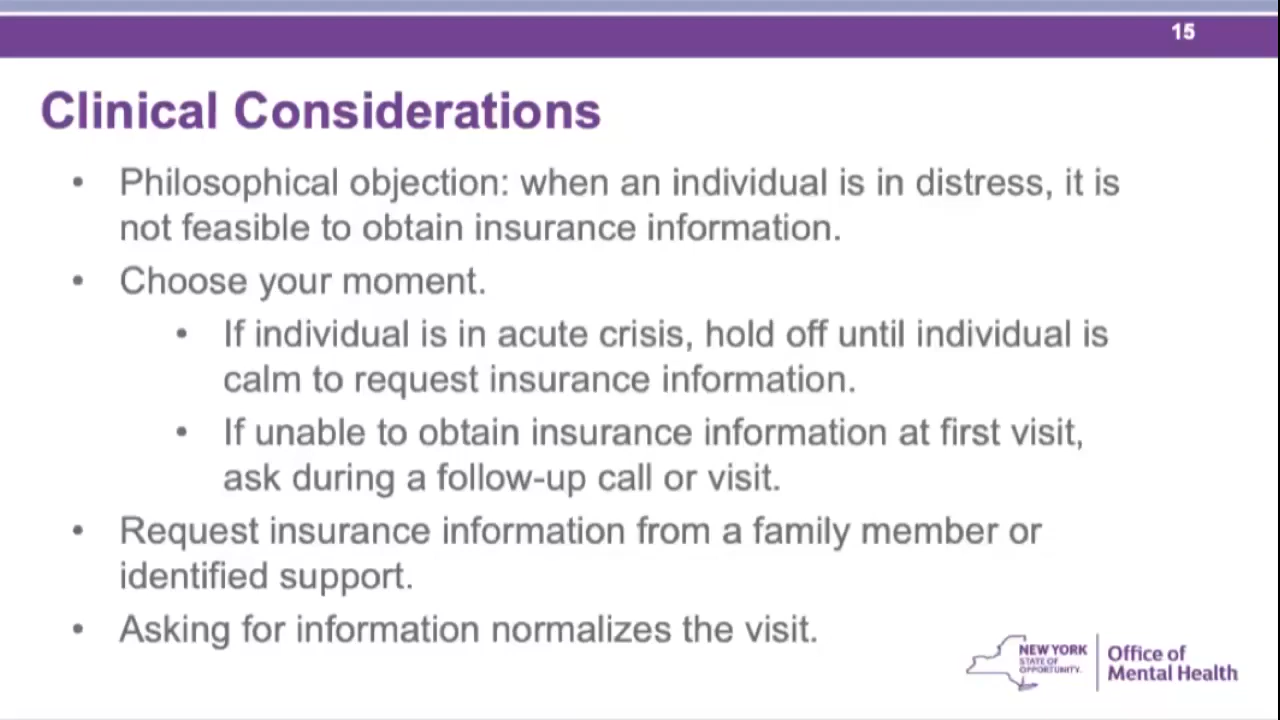 15
Clinical Considerations
• Philosophical objection: when an individual is in distress, it is
not feasible to obtain insurance information.
• Choose your moment.
• If individual is in acute crisis, hold off until individual is
calm to request insurance information.
• If unable to obtain insurance information at first visit,
ask during a follow-up call or visit.
• Request insurance information from a family member or
identified support.
• Asking for information normalizes the visit.
NEW YORK
STATE OF
OPPORTUNITY.
Office of
Mental Health